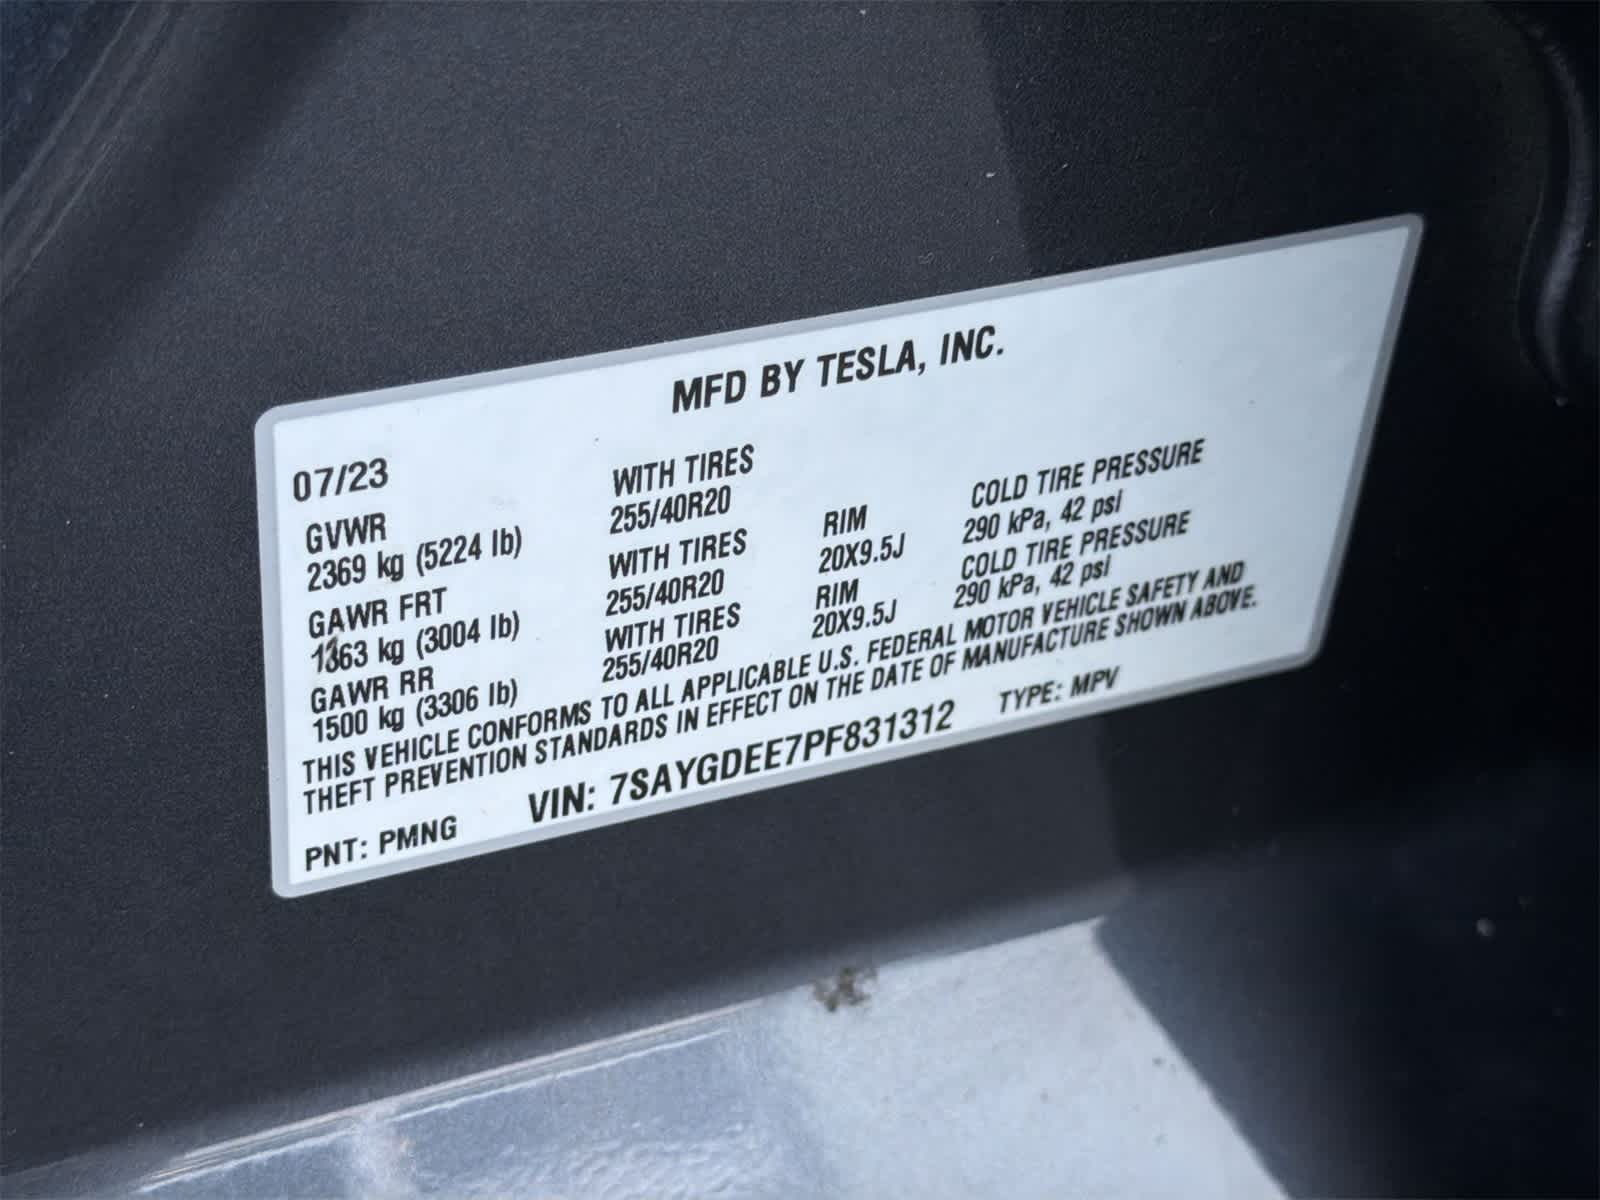 MFD BY TESLA, INC.
07/23
GVWR
2369 kg (5224 lb)
WITH TIRES
255/40R20
GAWR FRT
1363 kg (3004 lb)
WITH TIRES
255/40R20
RIM
20X9.5J
COLD TIRE PRESSURE
290 kPa, 42 psi
GAWR RR
1500 kg (3306 lb)
WITH TIRES
255/40R20
RIM
20X9.5J
COLD TIRE PRESSURE
290 kPa, 42 psi
THIS VEHICLE CONFORMS TO ALL APPLICABLE U.S. FEDERAL MOTOR VEHICLE SAFETY AND
THEFT PREVENTION STANDARDS IN EFFECT ON THE DATE OF MANUFACTURE SHOWN ABOVE.
PNT: PMNG
VIN: 7SAYGDEE7PF831312
TYPE: MPV